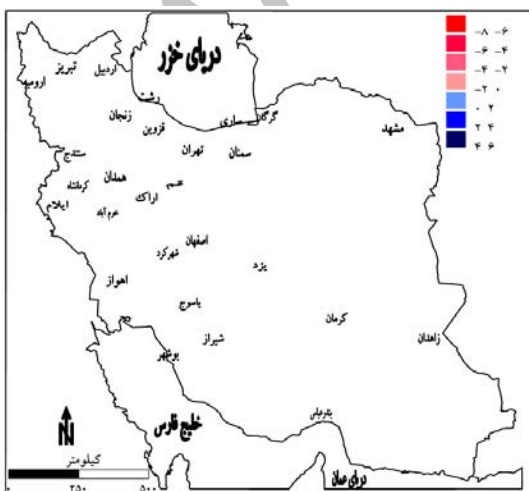 دریای خزر
-۸ -۶
-۶ -۴
-۴ -۲
-۲ ۰
۰ ۲
۲ ۴
۴ ۶
ارومیه
تبریز
اردبیل
رشت
زنجان
قزوین
ساری
گرگان
مشهد
تهران
سمنان
سنندج
همدان
کرمانشاه
اراک
قم
ایلام
خرم آباد
اصفهان
شهرکرد
یزد
اهواز
یاسوج
شیراز
کرمان
زاهدان
بوشهر
بندرعباس
خلیج فارس
دریای عمان
N
کیلومتر
۲۵۰ ۵۰۰